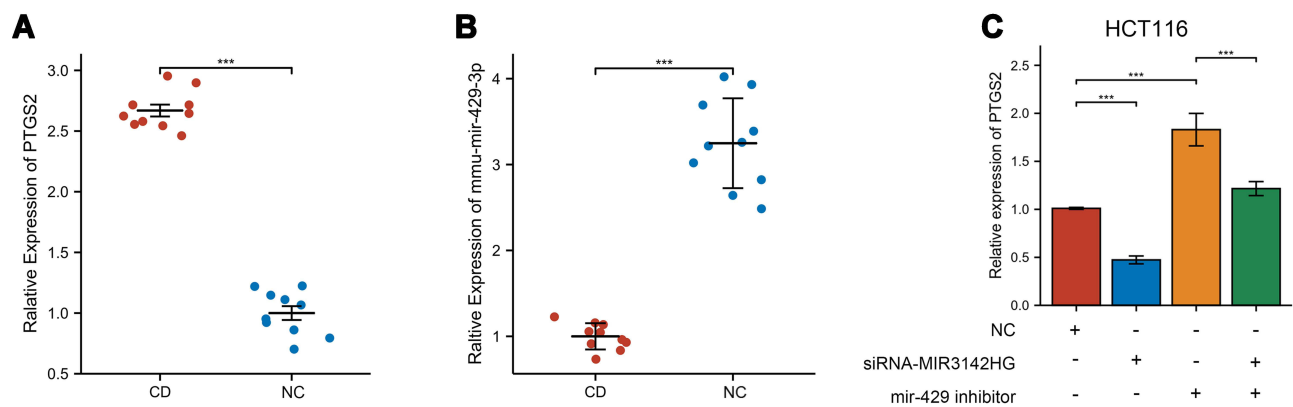 A
Ralative Expression of PTGS2
3.0
2.5
2.0
1.5
1.0
0.5
***
CD
NC
B
Raltive Expression of mmu-mir-429-3p
4
3
2
1
***
CD
NC
C
HCT116
Relative expression of PTGS2
2.5
2.0
1.5
1.0
0.5
0.0
***
***
***
NC + - - -
siRNA-MIR3142HG - + - +
mir-429 inhibitor - - + +